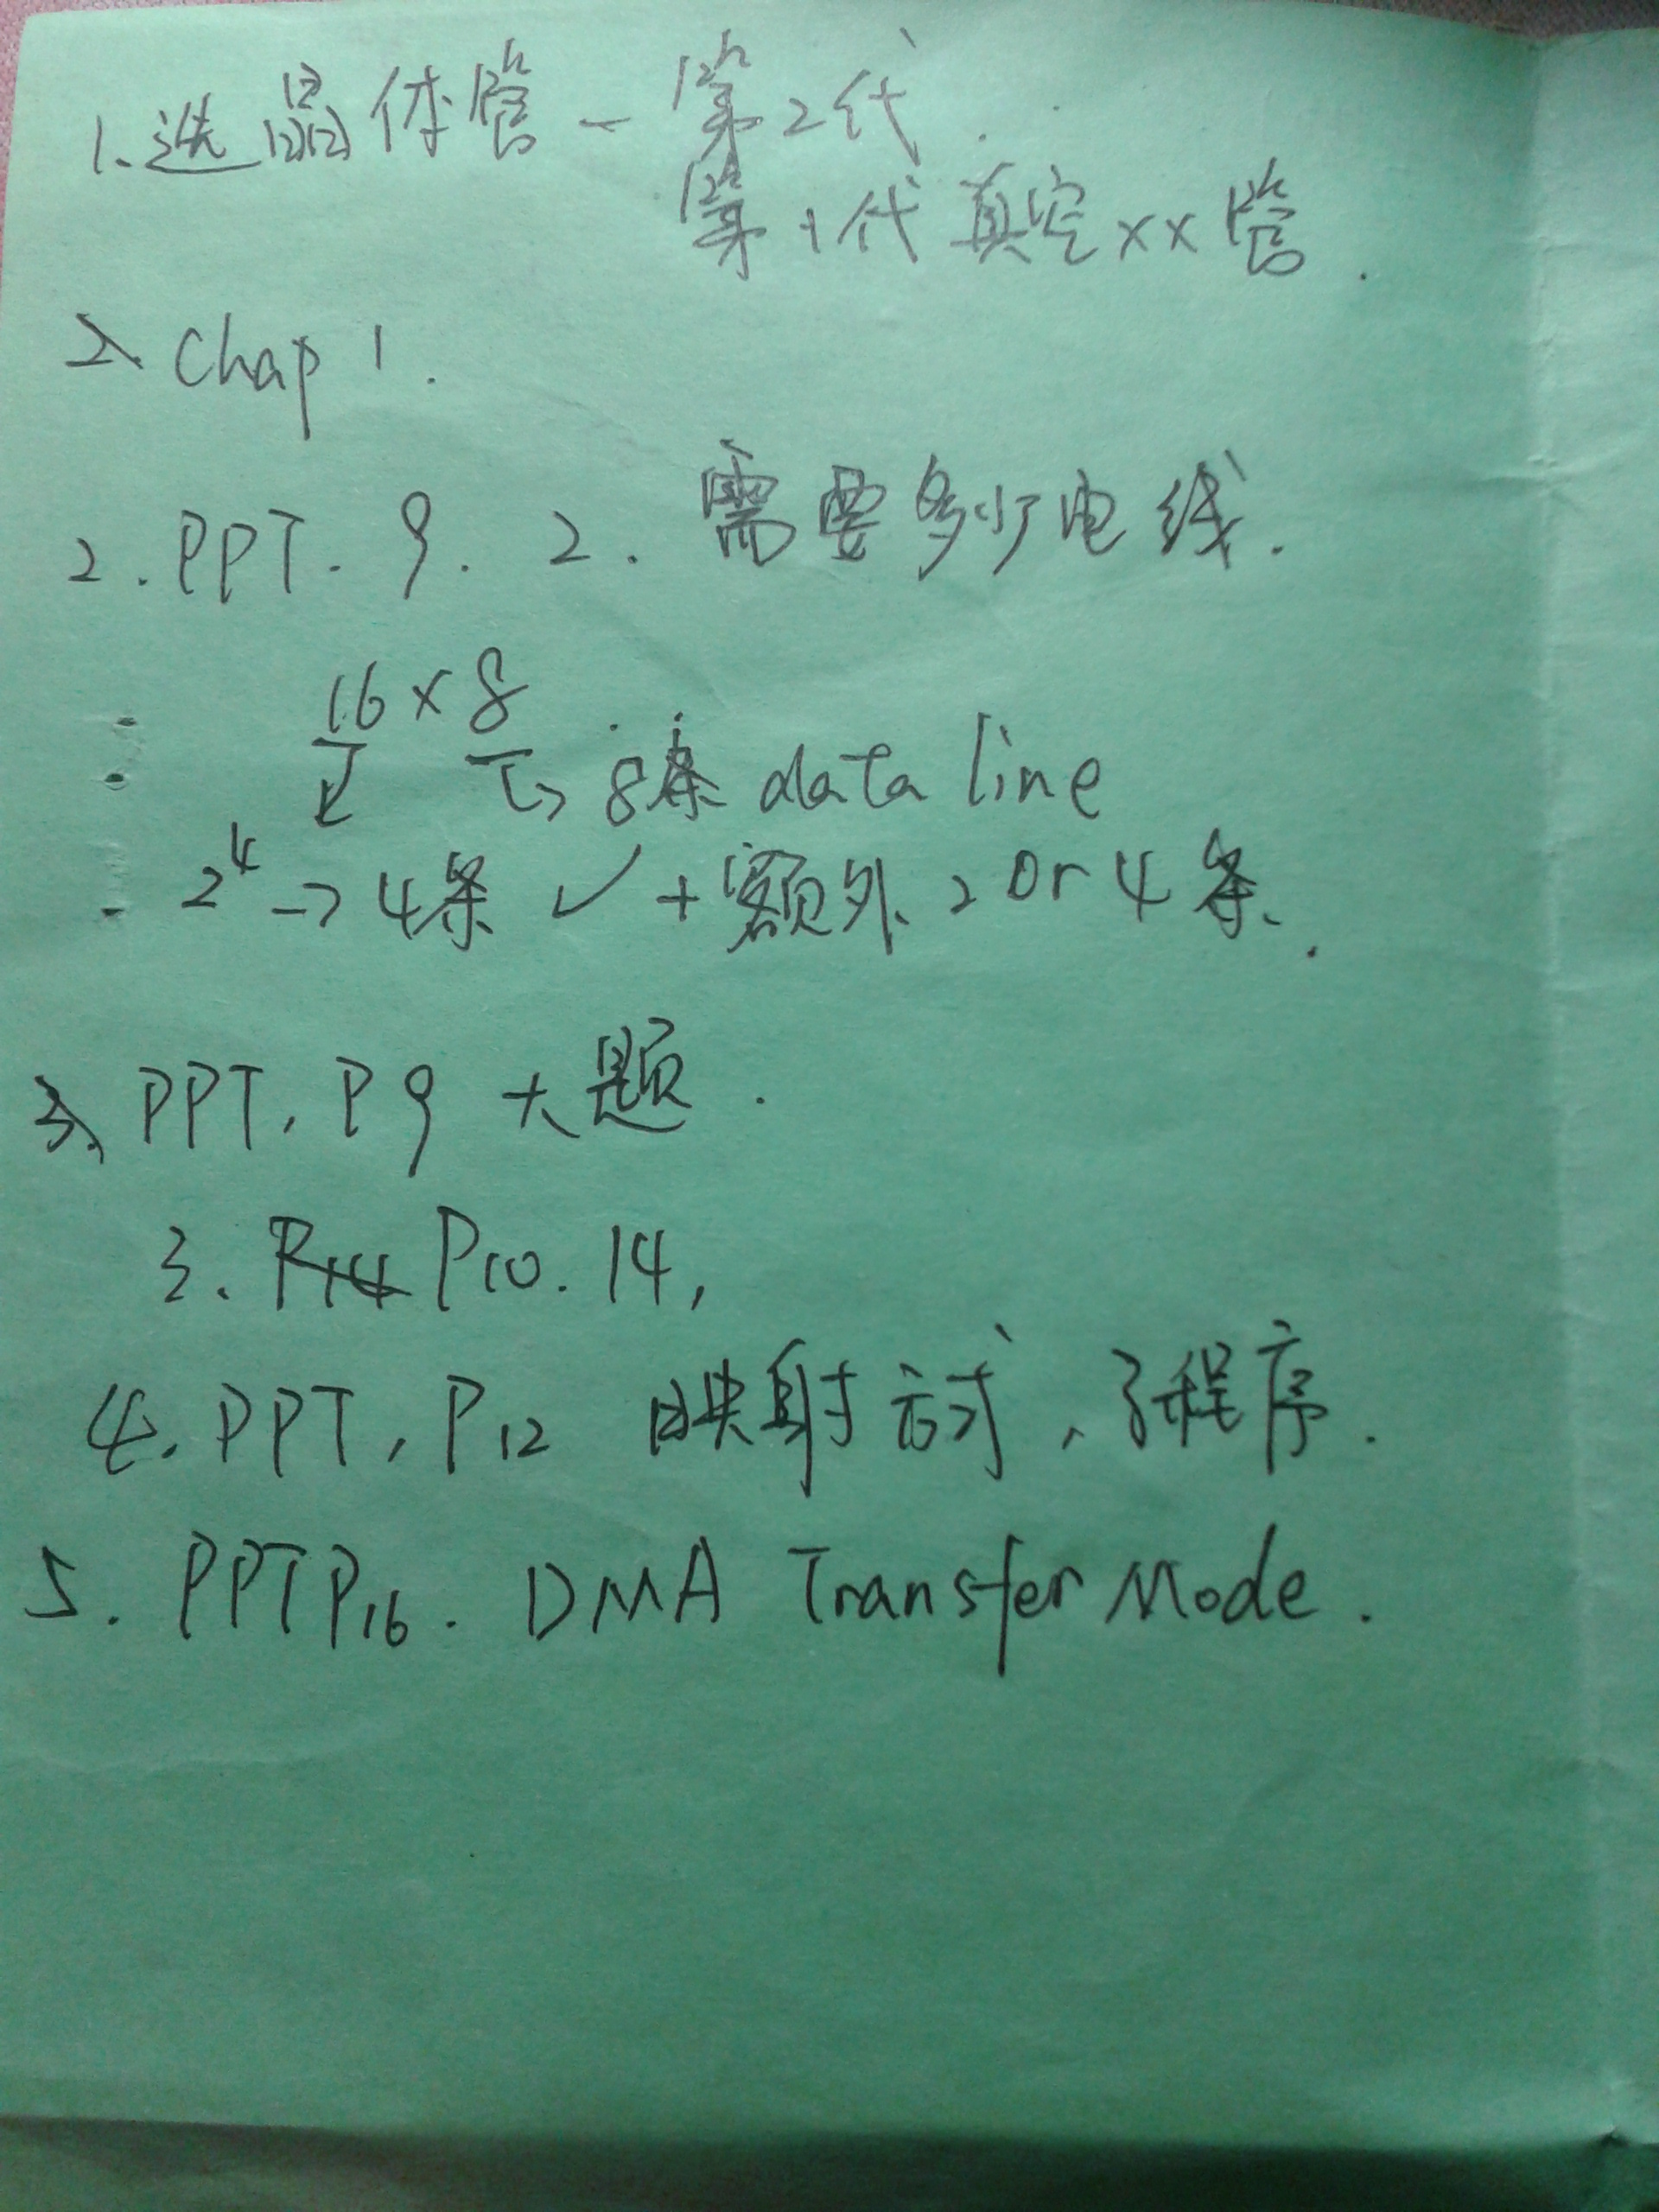 1、选晶体管 - 第2代.
第1代真空xx管.
2、Chap 1.
2. PPT. 9. 2. 需要多少电线.
16 × 8
8条 data line
2^4 → 4条 ✓ + 额外 2 or 4 条.
3、PPT, P9 大题.
3. P14 P10. 14,
4. PPT, P12 映射方式、子程序.
5. PPT P16. DMA Transfer Mode.